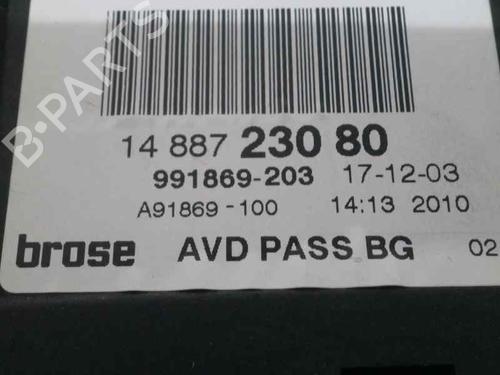 B-PARTS
14 887 230 80
991869-203 17-12-03
A91869-100 14:13 2010
brose AVD PASS BG 02